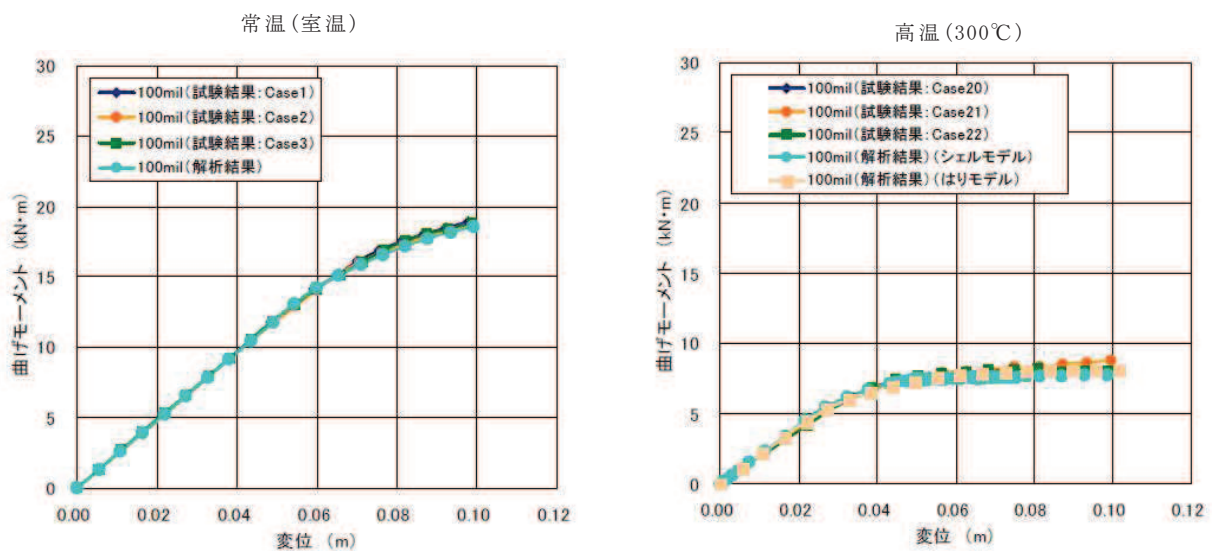 常温(室温)
30
25
20
15
10
5
0
曲げモーメント (kN・m)
100mil(試験結果:Case1)
100mil(試験結果:Case2)
100mil(試験結果:Case3)
100mil(解析結果)
0.00 0.02 0.04 0.06 0.08 0.10 0.12
変位 (m)
高温(300℃)
30
25
20
15
10
5
0
曲げモーメント (kN・m)
100mil(試験結果:Case20)
100mil(試験結果:Case21)
100mil(試験結果:Case22)
100mil(解析結果)(シェルモデル)
100mil(解析結果)(はりモデル)
0.00 0.02 0.04 0.06 0.08 0.10 0.12
変位 (m)